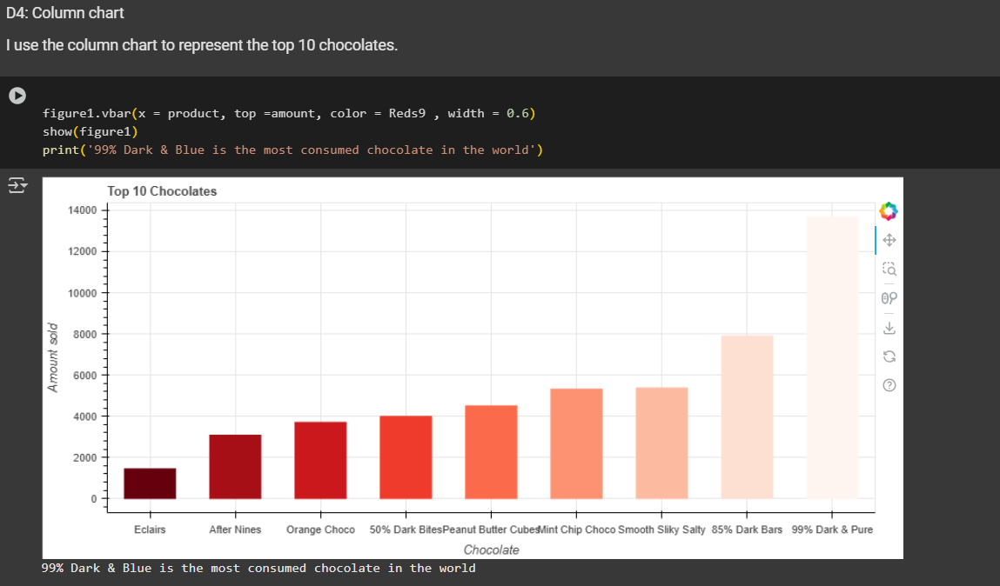 D4: Column chart
I use the column chart to represent the top 10 chocolates.
figure1.vbar(x = product, top =amount, color = Reds9 , width = 0.6)
show(figure1)
print('99% Dark & Blue is the most consumed chocolate in the world')
Top 10 Chocolates
14000
12000
10000
8000
6000
4000
2000
0
Amount sold
Eclairs After Nines Orange Choco 50% Dark Bites Peanut Butter Cubes Mint Chip Choco Smooth Sliky Salty 85% Dark Bars 99% Dark & Pure
Chocolate
99% Dark & Blue is the most consumed chocolate in the world